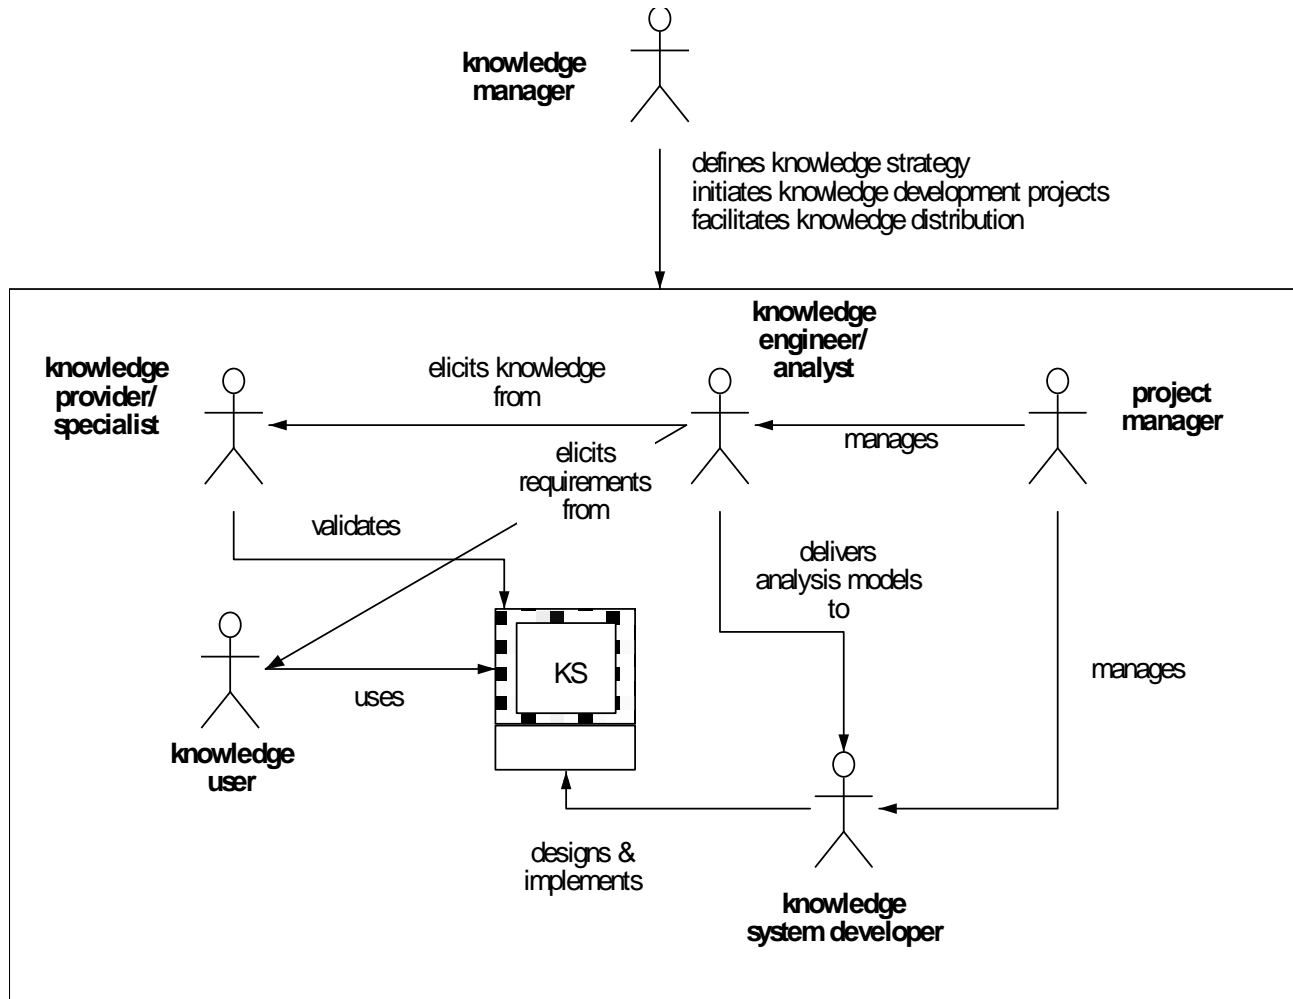 knowledge
manager
defines knowledge strategy
initiates knowledge development projects
facilitates knowledge distribution
knowledge
engineer/
analyst
knowledge
provider/
specialist
elicits knowledge
from
project
manager
manages
elicits
requirements
from
validates
delivers
analysis models
to
KS
uses
manages
knowledge
user
designs &
implements
knowledge
system developer